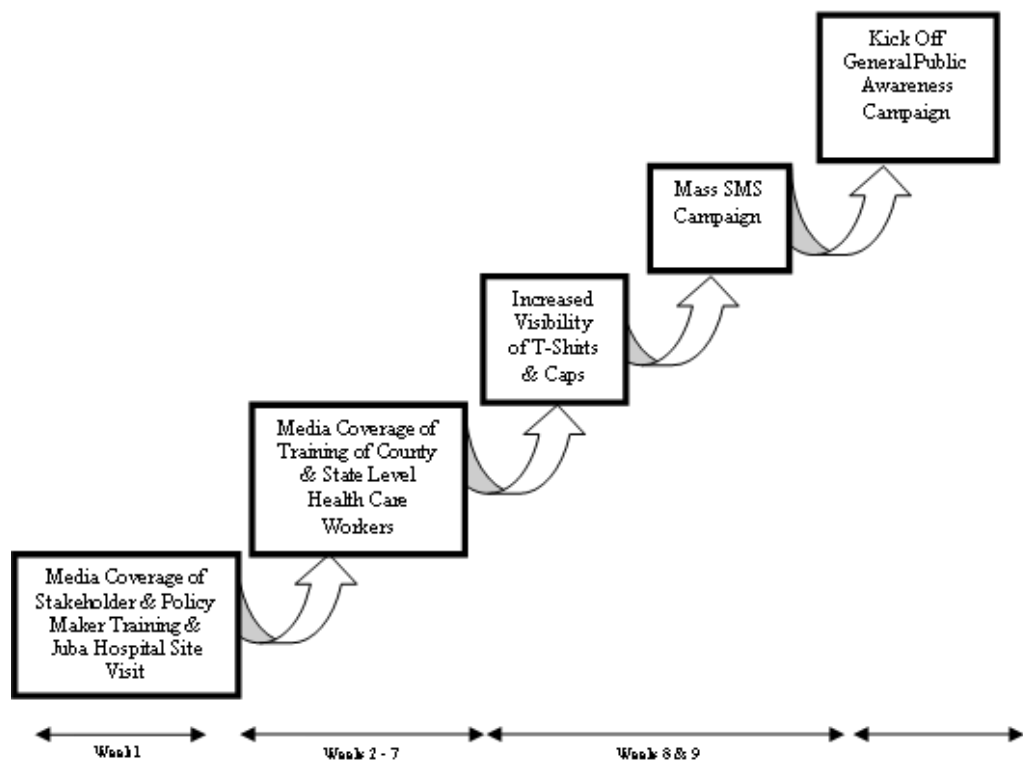 Kick Off
General Public
Awareness
Campaign
Mass SMS
Campaign
Increased
Visibility
of T-Shirts
& Caps
Media Coverage of
Training of County
& State Level
Health Care
Workers
Media Coverage of
Stakeholder & Policy
Maker Training &
Juba Hospital Site
Visit
Week 1
Weeks 2 - 7
Weeks 8 & 9